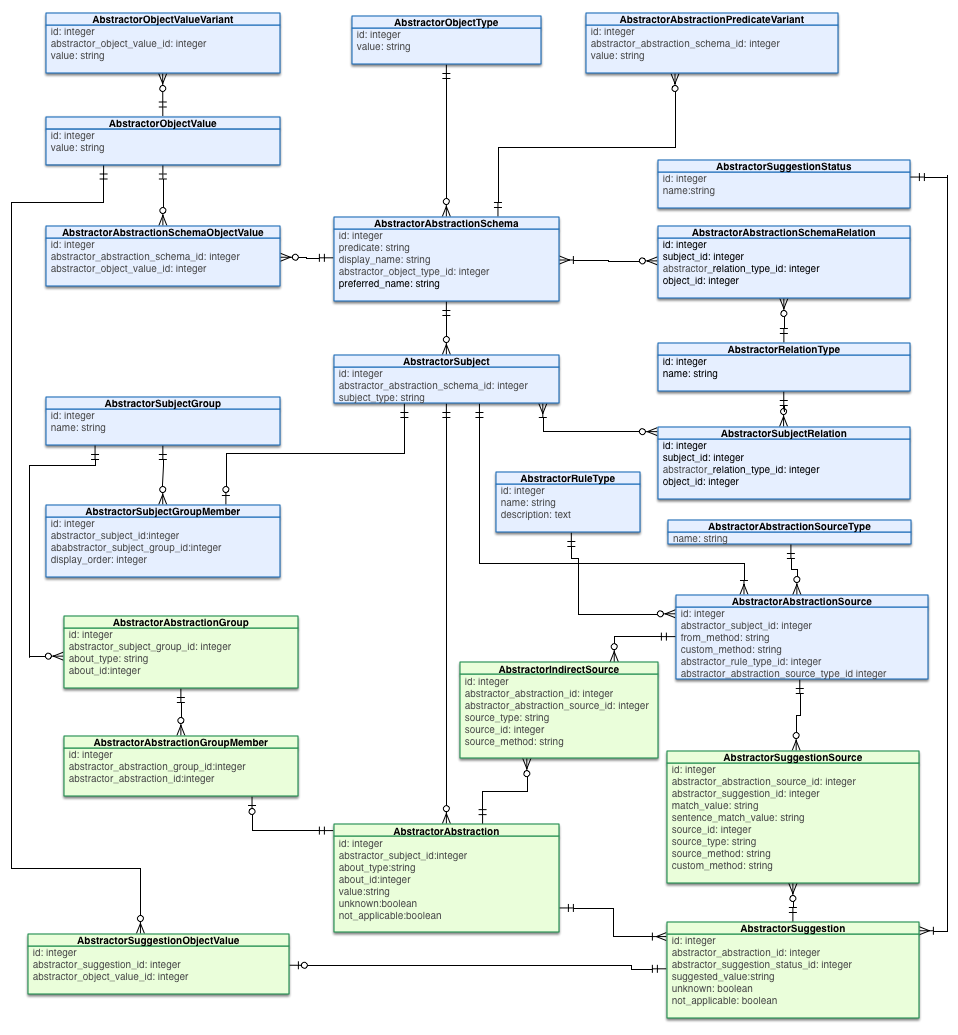 AbstractorObjectValueVariant
id: integer
abstractor_object_value_id: integer
value: string
AbstractorObjectType
id: integer
value: string
AbstractorAbstractionPredicateVariant
id: integer
abstractor_abstraction_schema_id: integer
value: string
AbstractorObjectValue
id: integer
value: string
AbstractorSuggestionStatus
id: integer
name:string
AbstractorAbstractionSchemaObjectValue
id: integer
abstractor_abstraction_schema_id: integer
abstractor_object_value_id: integer
AbstractorAbstractionSchema
id: integer
predicate: string
display_name: string
abstractor_object_type_id: integer
preferred_name: string
AbstractorAbstractionSchemaRelation
id: integer
subject_id: integer
abstractor_relation_type_id: integer
object_id: integer
AbstractorRelationType
id: integer
name: string
AbstractorSubject
id: integer
abstractor_abstraction_schema_id: integer
subject_type: string
AbstractorSubjectGroup
id: integer
name: string
AbstractorSubjectRelation
id: integer
subject_id: integer
abstractor_relation_type_id: integer
object_id: integer
AbstractorRuleType
id: integer
name: string
description: text
AbstractorSubjectGroupMember
id: integer
abstractor_subject_id:integer
ababstractor_subject_group_id:integer
display_order: integer
AbstractorAbstractionSourceType
name: string
AbstractorAbstractionSource
id: integer
abstractor_subject_id: integer
from_method: string
custom_method: string
abstractor_rule_type_id: integer
abstractor_abstraction_source_type_id integer
AbstractorAbstractionGroup
id: integer
abstractor_subject_group_id: integer
about_type: string
about_id:integer
AbstractorIndirectSource
id: integer
abstractor_abstraction_id: integer
abstractor_abstraction_source_id: integer
source_type: string
source_id: integer
source_method: string
AbstractorAbstractionGroupMember
id: integer
abstractor_abstraction_group_id:integer
abstractor_abstraction_id:integer
AbstractorSuggestionSource
id: integer
abstractor_abstraction_source_id: integer
abstractor_suggestion_id: integer
match_value: string
sentence_match_value: string
source_id: integer
source_type: string
source_method: string
custom_method: string
AbstractorAbstraction
id: integer
abstractor_subject_id:integer
about_type:string
about_id:integer
value:string
unknown:boolean
not_applicable:boolean
AbstractorSuggestionObjectValue
id: integer
abstractor_suggestion_id: integer
abstractor_object_value_id: integer
AbstractorSuggestion
id: integer
abstractor_abstraction_id: integer
abstractor_suggestion_status_id: integer
suggested_value:string
unknown: boolean
not_applicable: boolean